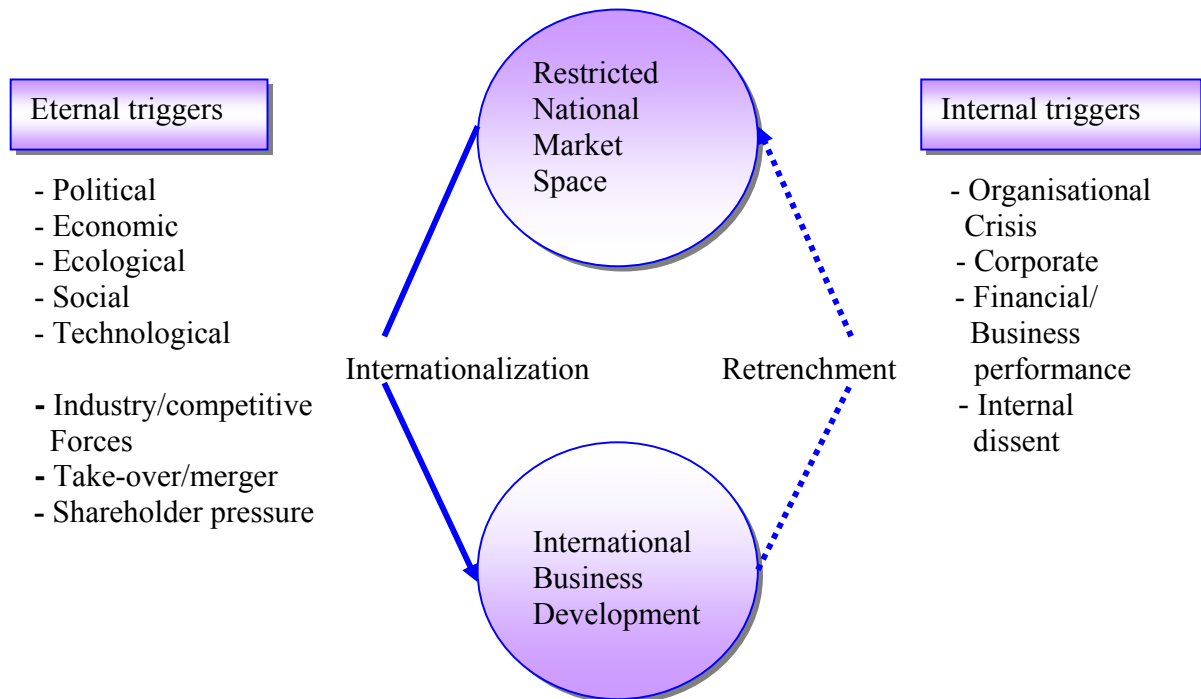 Eternal triggers
- Political
- Economic
- Ecological
- Social
- Technological
- Industry/competitive
Forces
- Take-over/merger
- Shareholder pressure
Restricted
National
Market
Space
Internationalization
Retrenchment
International
Business
Development
Internal triggers
- Organisational
Crisis
- Corporate
- Financial/
Business
performance
- Internal
dissent